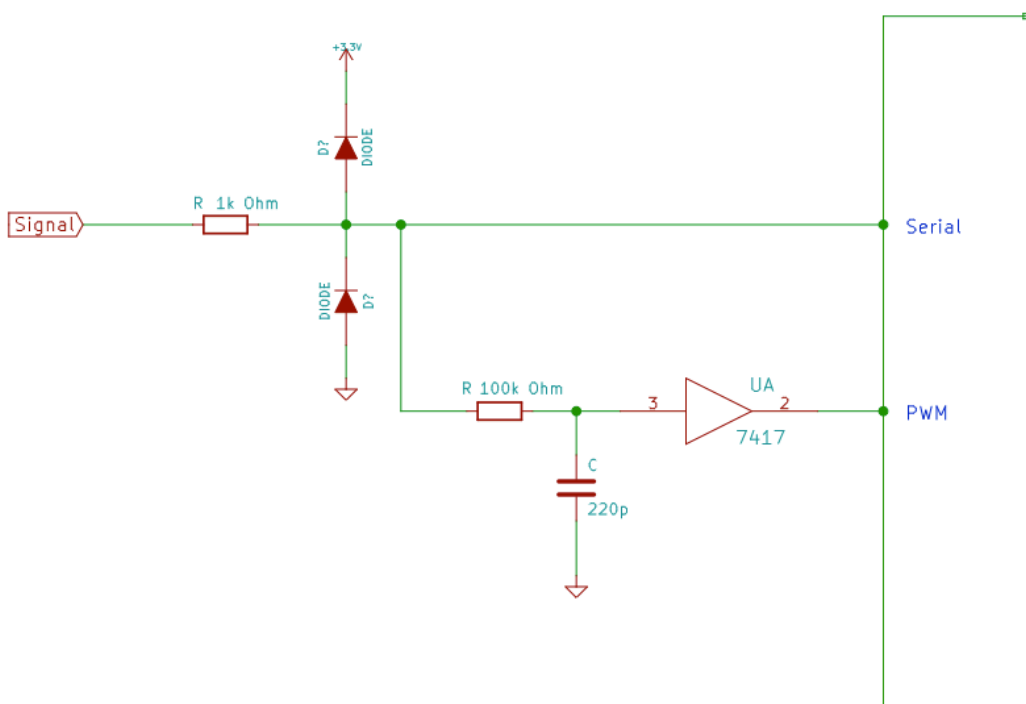 +3.3V
D?
DIODE
R 1k Ohm
Signal
Serial
DIODE
D?
R 100k Ohm
UA
3
2
PWM
7417
C
220p